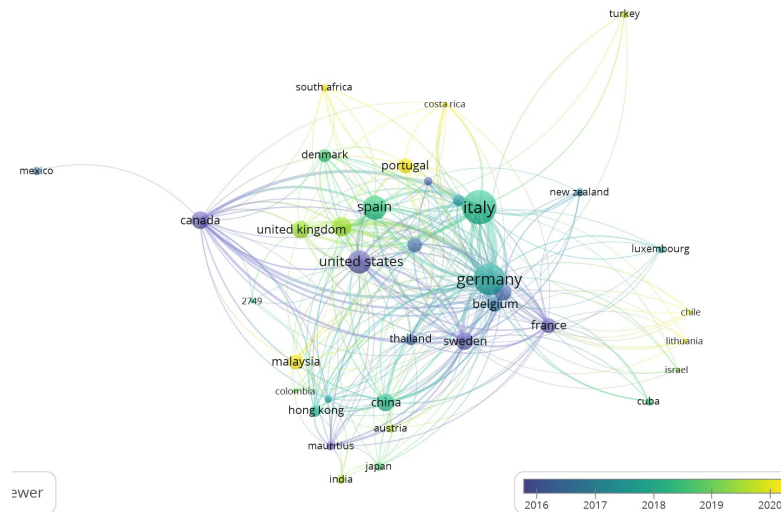 turkey
south africa
costa rica
denmark
portugal
mexico
new zealand
spain
italy
canada
united kingdom
luxembourg
united states
germany
2749
belgium
chile
france
thailand
sweden
lithuania
malaysia
israel
colombia
cuba
hong kong
china
austria
mauritius
japan
india
ewer
2016 2017 2018 2019 2020